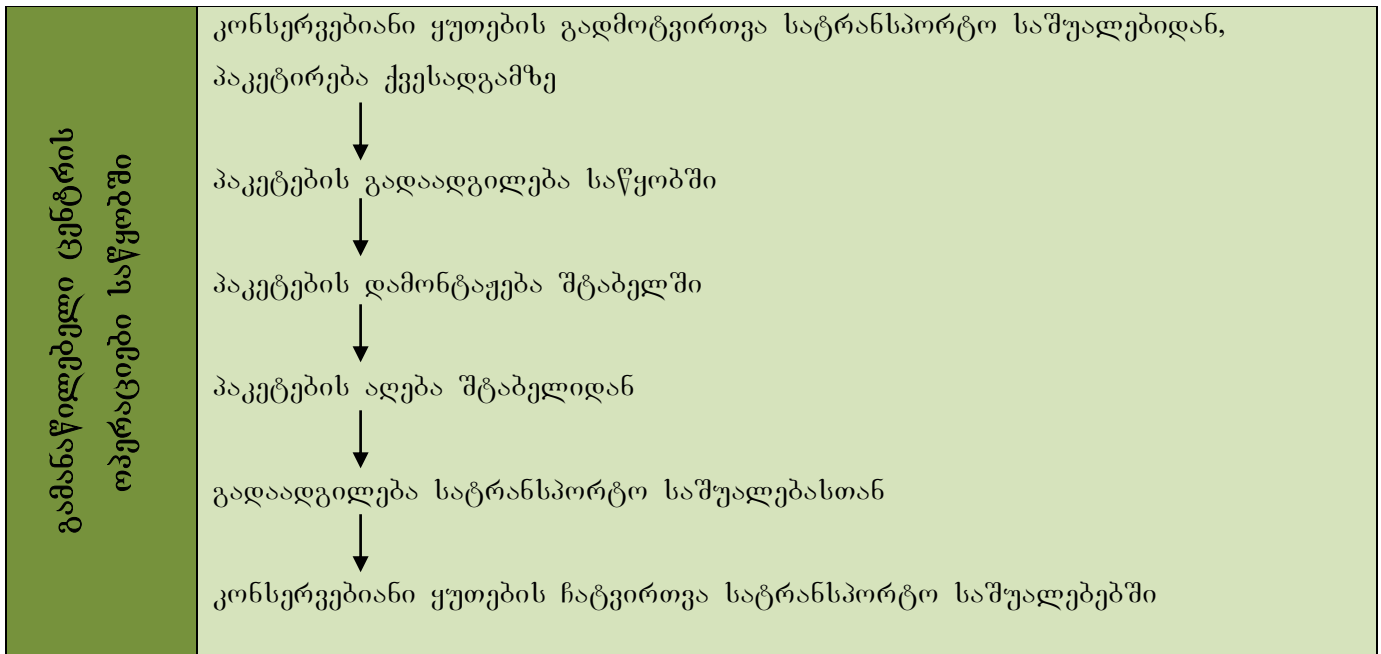 გამანაწილებელი ცენტრის
ოპერაციები საწყობში
კონსერვებიანი ყუთების გადმოტვირთვა სატრანსპორტო საშუალებიდან,
პაკეტირება ქვესადგამზე
პაკეტების გადაადგილება საწყობში
პაკეტების დამონტაჟება შტაბელში
პაკეტების აღება შტაბელიდან
გადაადგილება სატრანსპორტო საშუალებასთან
კონსერვებიანი ყუთების ჩატვირთვა სატრანსპორტო საშუალებებში